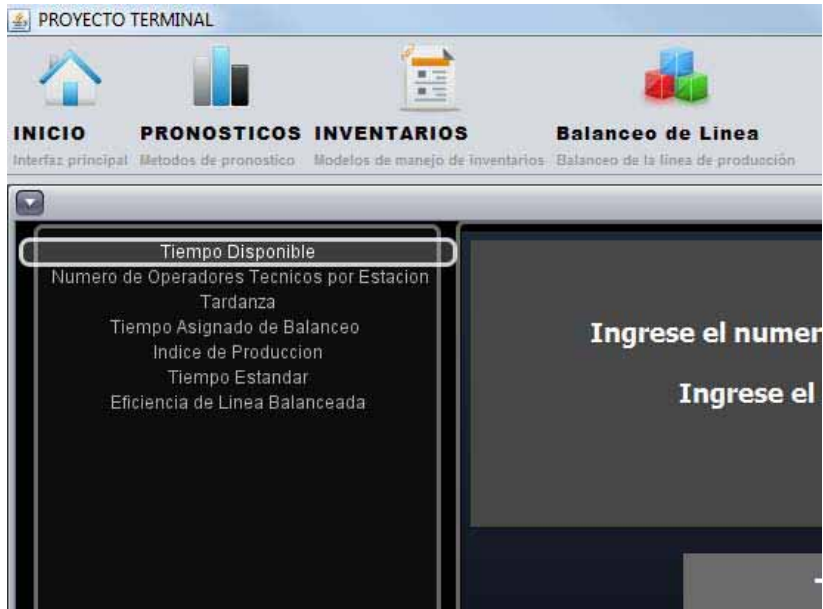 PROYECTO TERMINAL
INICIO PRONOSTICOS INVENTARIOS Balanceo de Linea
Interfaz principal Metodos de pronostico Modelos de manejo de inventarios Balanceo de la linea de producción
Tiempo Disponible
Numero de Operadores Tecnicos por Estacion
Tardanza
Tiempo Asignado de Balanceo
Indice de Produccion
Tiempo Estandar
Eficiencia de Linea Balanceada
Ingrese el numer
Ingrese el